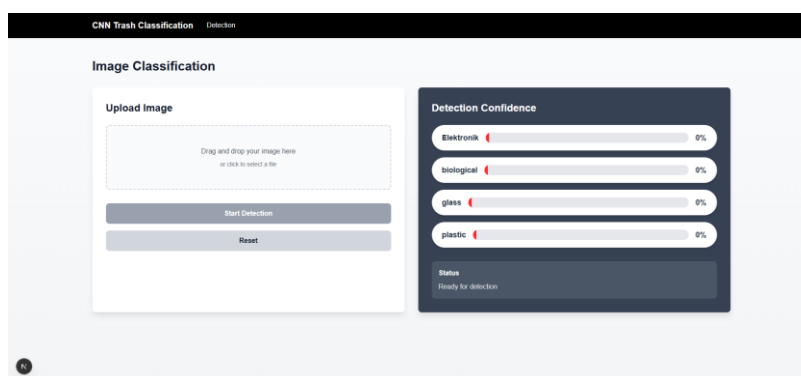 CNN Trash Classification Detection
Image Classification
Upload Image
Drag and drop your image here
or click to select a file
Start Detection
Reset
Detection Confidence
Elektronik 0%
biological 0%
glass 0%
plastic 0%
Status
Ready for detection
N